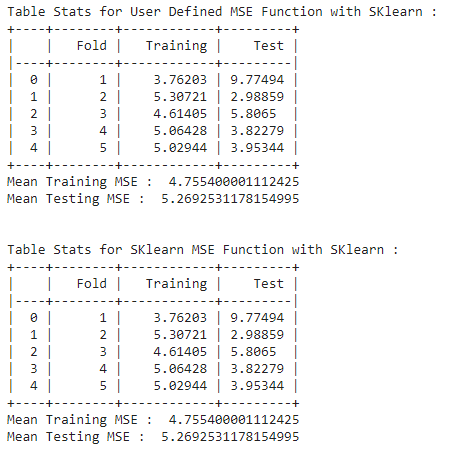 Table Stats for User Defined MSE Function with SKlearn :
+----+--------+------------+---------+
|    |   Fold |   Training |    Test |
|----+--------+------------+---------|
|  0 |      1 |    3.76203 | 9.77494 |
|  1 |      2 |    5.30721 | 2.98859 |
|  2 |      3 |    4.61405 | 5.8065  |
|  3 |      4 |    5.06428 | 3.82279 |
|  4 |      5 |    5.02944 | 3.95344 |
+----+--------+------------+---------+
Mean Training MSE :  4.755400001112425
Mean Testing MSE :  5.2692531178154995
Table Stats for SKlearn MSE Function with SKlearn :
+----+--------+------------+---------+
|    |   Fold |   Training |    Test |
|----+--------+------------+---------|
|  0 |      1 |    3.76203 | 9.77494 |
|  1 |      2 |    5.30721 | 2.98859 |
|  2 |      3 |    4.61405 | 5.8065  |
|  3 |      4 |    5.06428 | 3.82279 |
|  4 |      5 |    5.02944 | 3.95344 |
+----+--------+------------+---------+
Mean Training MSE :  4.755400001112425
Mean Testing MSE :  5.2692531178154995